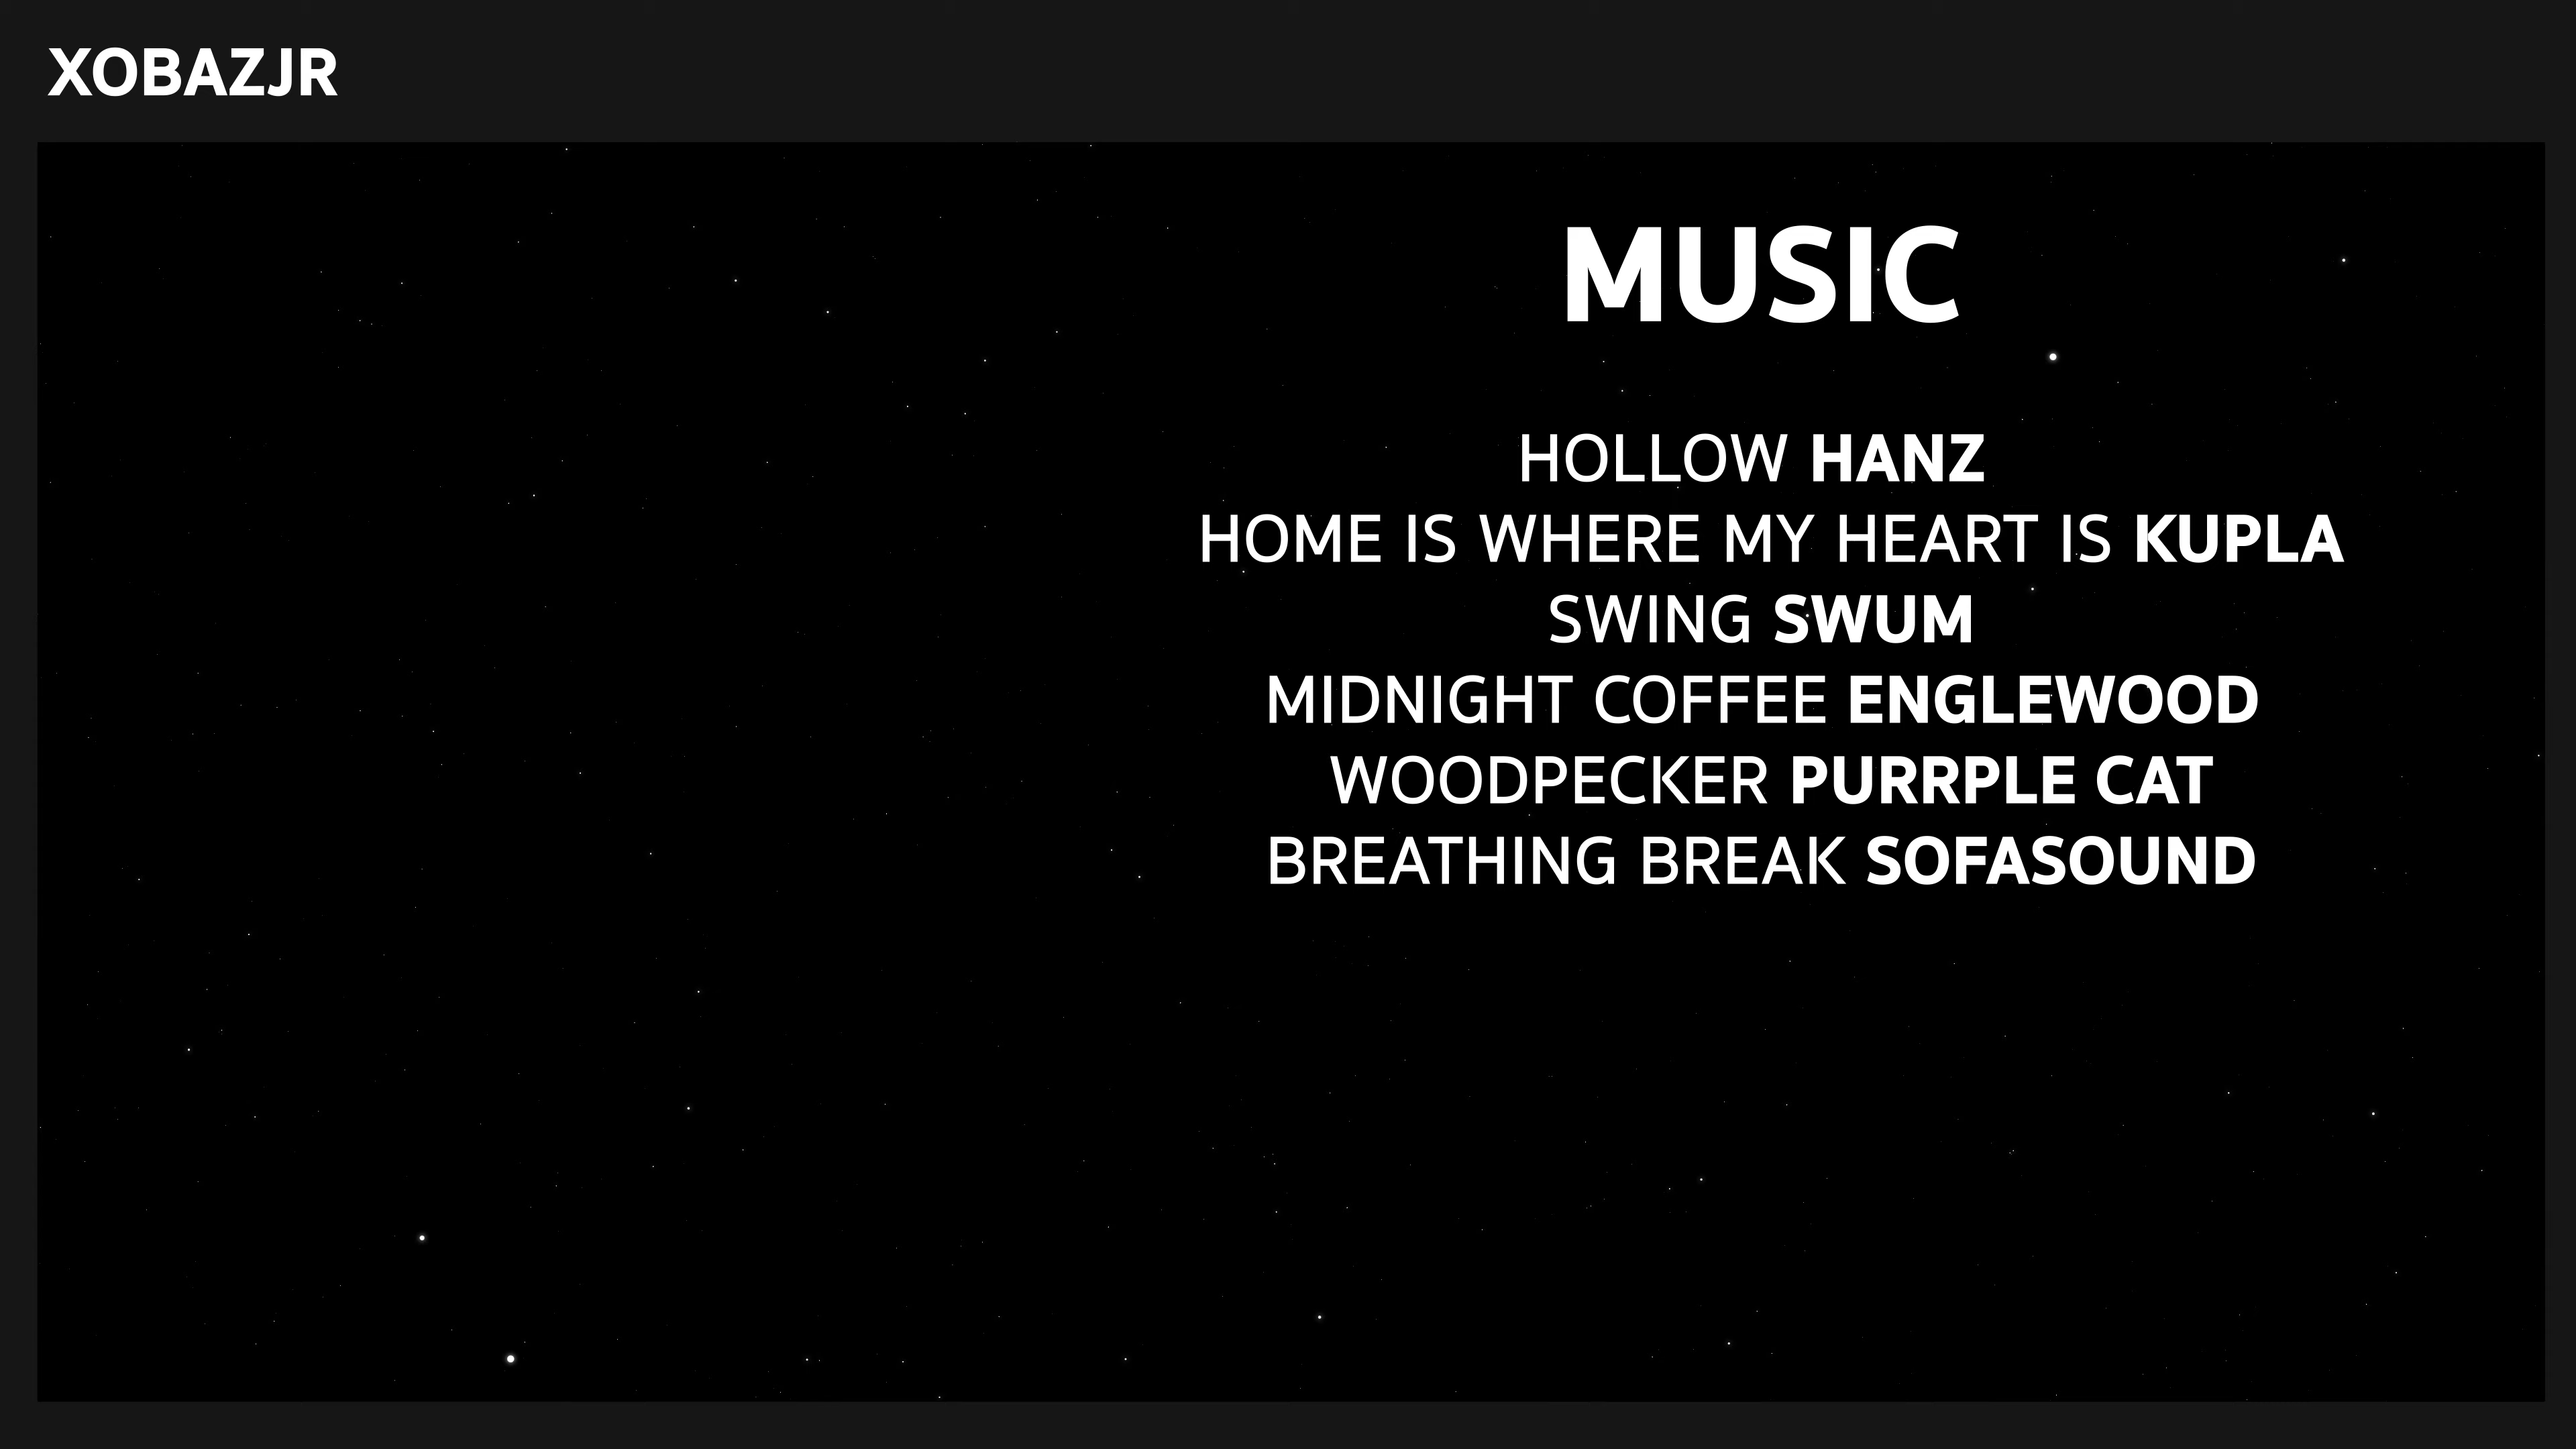 XOBAZJR
MUSIC
HOLLOW HANZ
HOME IS WHERE MY HEART IS KUPLA
SWING SWUM
MIDNIGHT COFFEE ENGLEWOOD
WOODPECKER PURRPLE CAT
BREATHING BREAK SOFASOUND